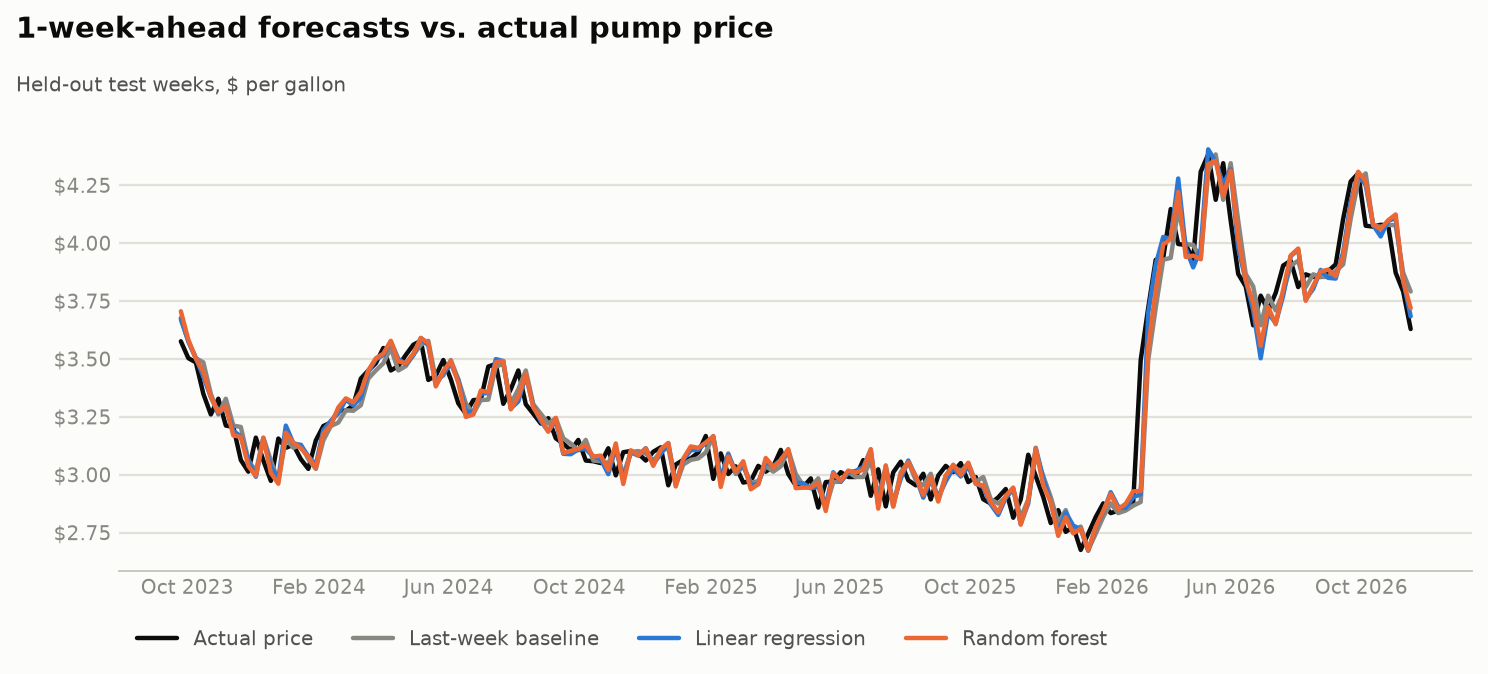 1-week-ahead forecasts vs. actual pump price
Held-out test weeks, $ per gallon
$4.25
$4.00
$3.75
$3.50
$3.25
$3.00
$2.75
Oct 2023 Feb 2024 Jun 2024 Oct 2024 Feb 2025 Jun 2025 Oct 2025 Feb 2026 Jun 2026 Oct 2026
Actual price Last-week baseline Linear regression Random forest